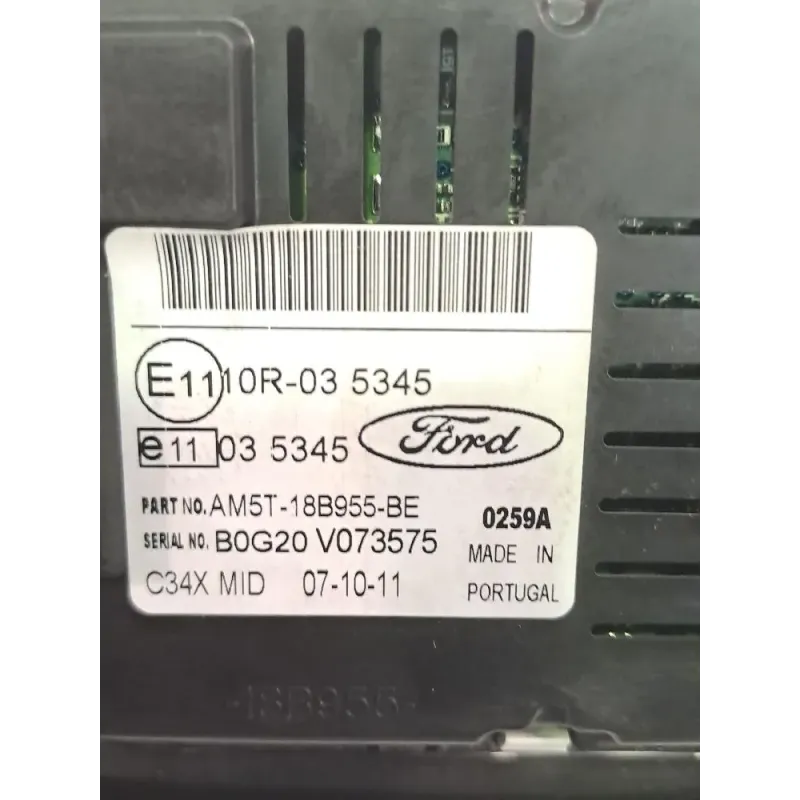 E11 10R-03 5345
e11 03 5345 Ford
PART NO. AM5T-18B955-BE 0259A
SERIAL NO. B0G20 V073575
MADE IN
C34X MID 07-10-11
PORTUGAL
-18B955-